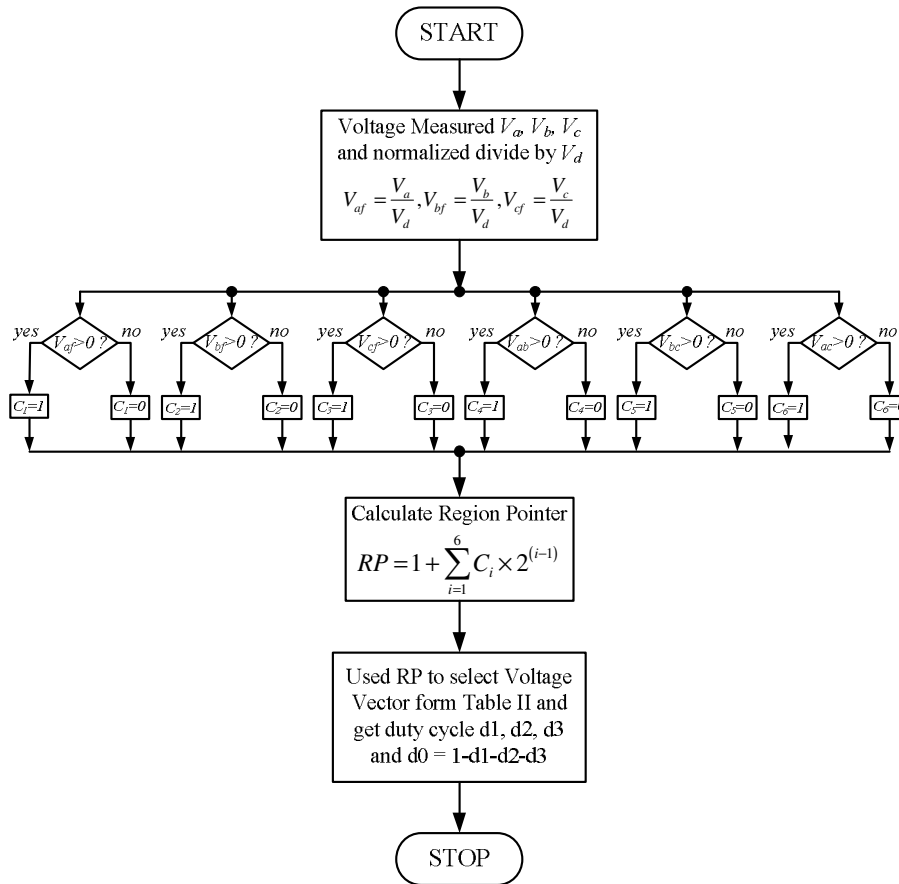 START
Voltage Measured V_a, V_b, V_c
and normalized divide by V_d
V_af = V_a/V_d, V_bf = V_b/V_d, V_cf = V_c/V_d
yes V_af>0 ? no yes V_bf>0 ? no yes V_cf>0 ? no yes V_ab>0 ? no yes V_bc>0 ? no yes V_ac>0 ? no
C_1=1 C_1=0 C_2=1 C_2=0 C_3=1 C_3=0 C_4=1 C_4=0 C_5=1 C_5=0 C_6=1 C_6=0
Calculate Region Pointer
RP = 1 + ∑_{i=1}^{6} C_i × 2^{(i-1)}
Used RP to select Voltage
Vector form Table II and
get duty cycle d1, d2, d3
and d0 = 1-d1-d2-d3
STOP